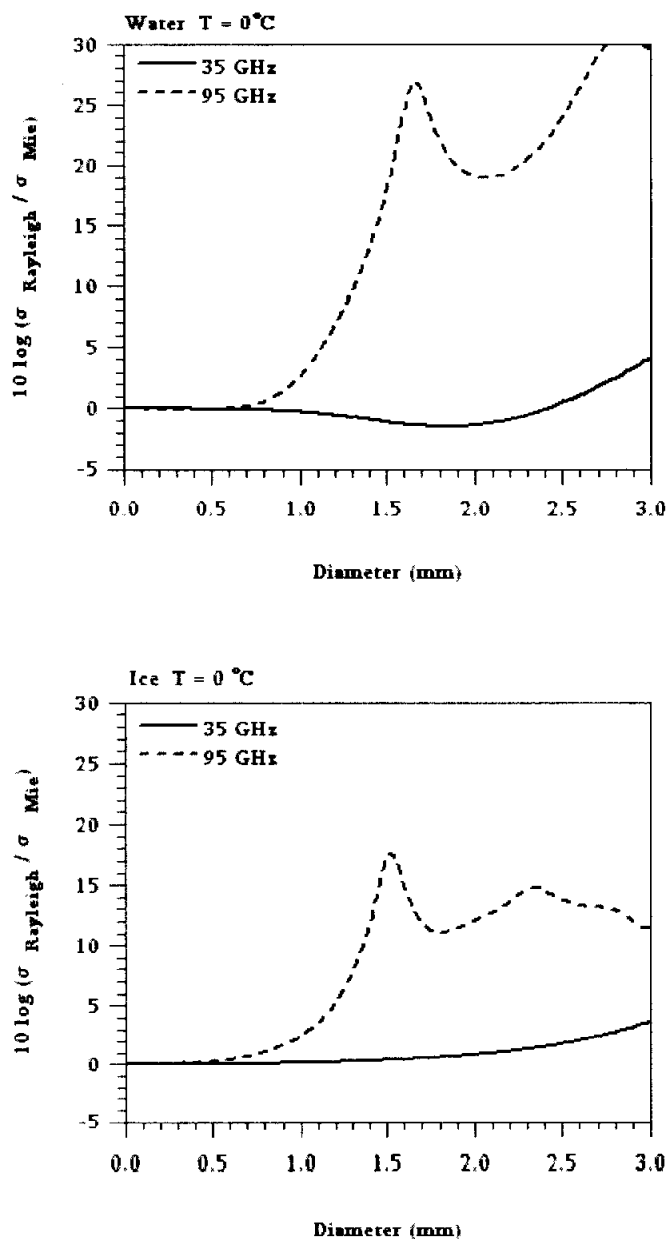 Water T = 0°C
30
25
20
15
10
5
0
-5
35 GHz
95 GHz
10 log (σ Rayleigh / σ Mie)
0.0 0.5 1.0 1.5 2.0 2.5 3.0
Diameter (mm)
Ice T = 0 °C
30
25
20
15
10
5
0
-5
35 GHz
95 GHz
10 log (σ Rayleigh / σ Mie)
0.0 0.5 1.0 1.5 2.0 2.5 3.0
Diameter (mm)